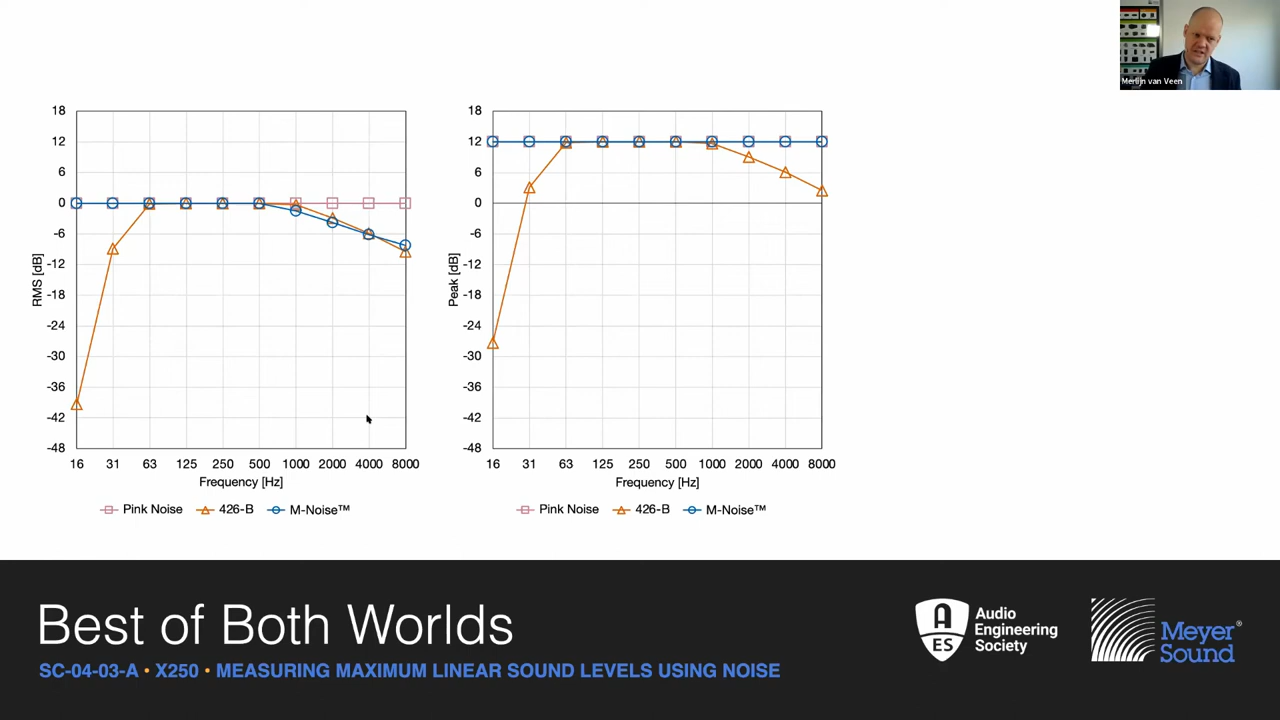 Merlijn van Veen
18
12
6
0
-6
-12
-18
-24
-30
-36
-42
-48
RMS [dB]
16 31 63 125 250 500 1000 2000 4000 8000
Frequency [Hz]
Pink Noise 426-B M-Noise™
18
12
6
0
-6
-12
-18
-24
-30
-36
-42
-48
Peak [dB]
16 31 63 125 250 500 1000 2000 4000 8000
Frequency [Hz]
Pink Noise 426-B M-Noise™
Best of Both Worlds
SC-04-03-A • X250 • MEASURING MAXIMUM LINEAR SOUND LEVELS USING NOISE
A
ES
Audio
Engineering
Society
Meyer
Sound®